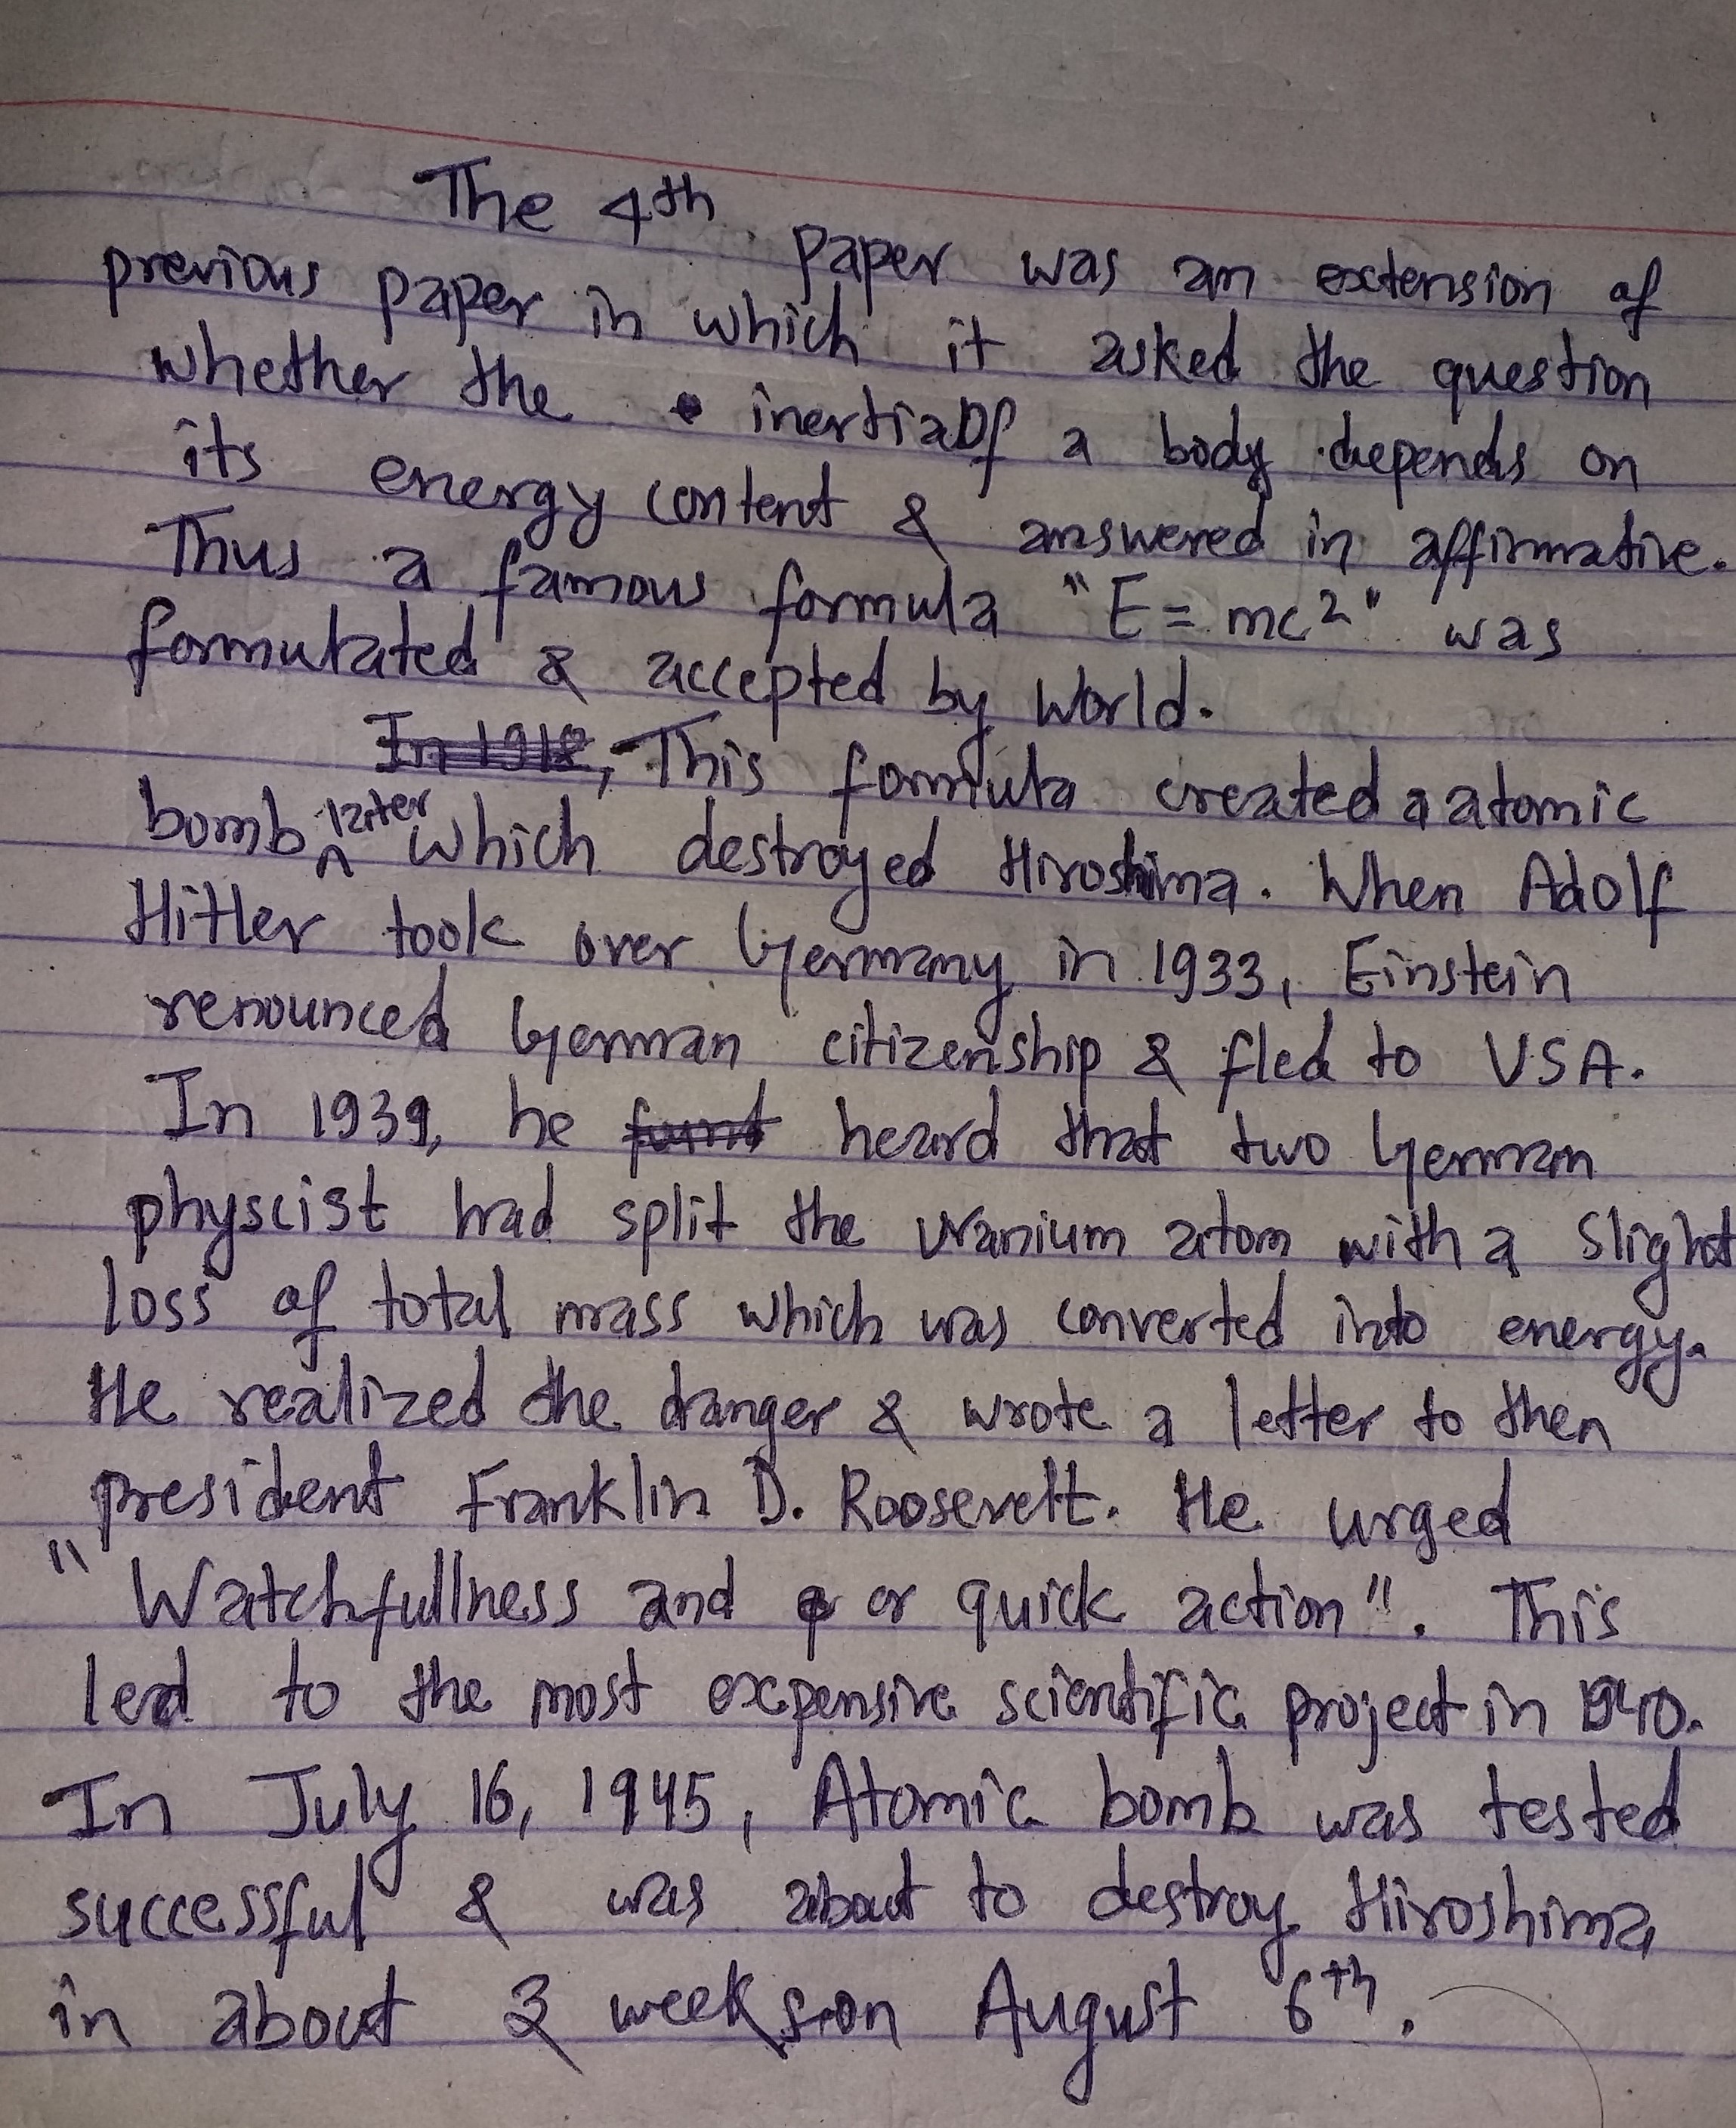 The 4th paper was an extension of
previous paper in which it asked the question
whether the inertia of a body depends on
its energy content & answered in affirmative.
Thus a famous formula "E = mc²" was
formulated & accepted by World.
In 1912, This formula created a atomic
bomb later which destroyed Hiroshima. When Adolf
Hitler took over Germany in 1933, Einstein
renounced German citizenship & fled to USA.
In 1939, he found heard that two German
physcist had split the Uranium atom with a slight
loss of total mass which was converted into energy.
He realized the danger & wrote a letter to then
president Franklin D. Roosevelt. He urged
"Watchfullness and or quick action". This
led to the most expensive scientific project in 1940.
In July 16, 1945, Atomic bomb was tested
successful & was about to destroy Hiroshima
in about 3 weeks on August 6th.